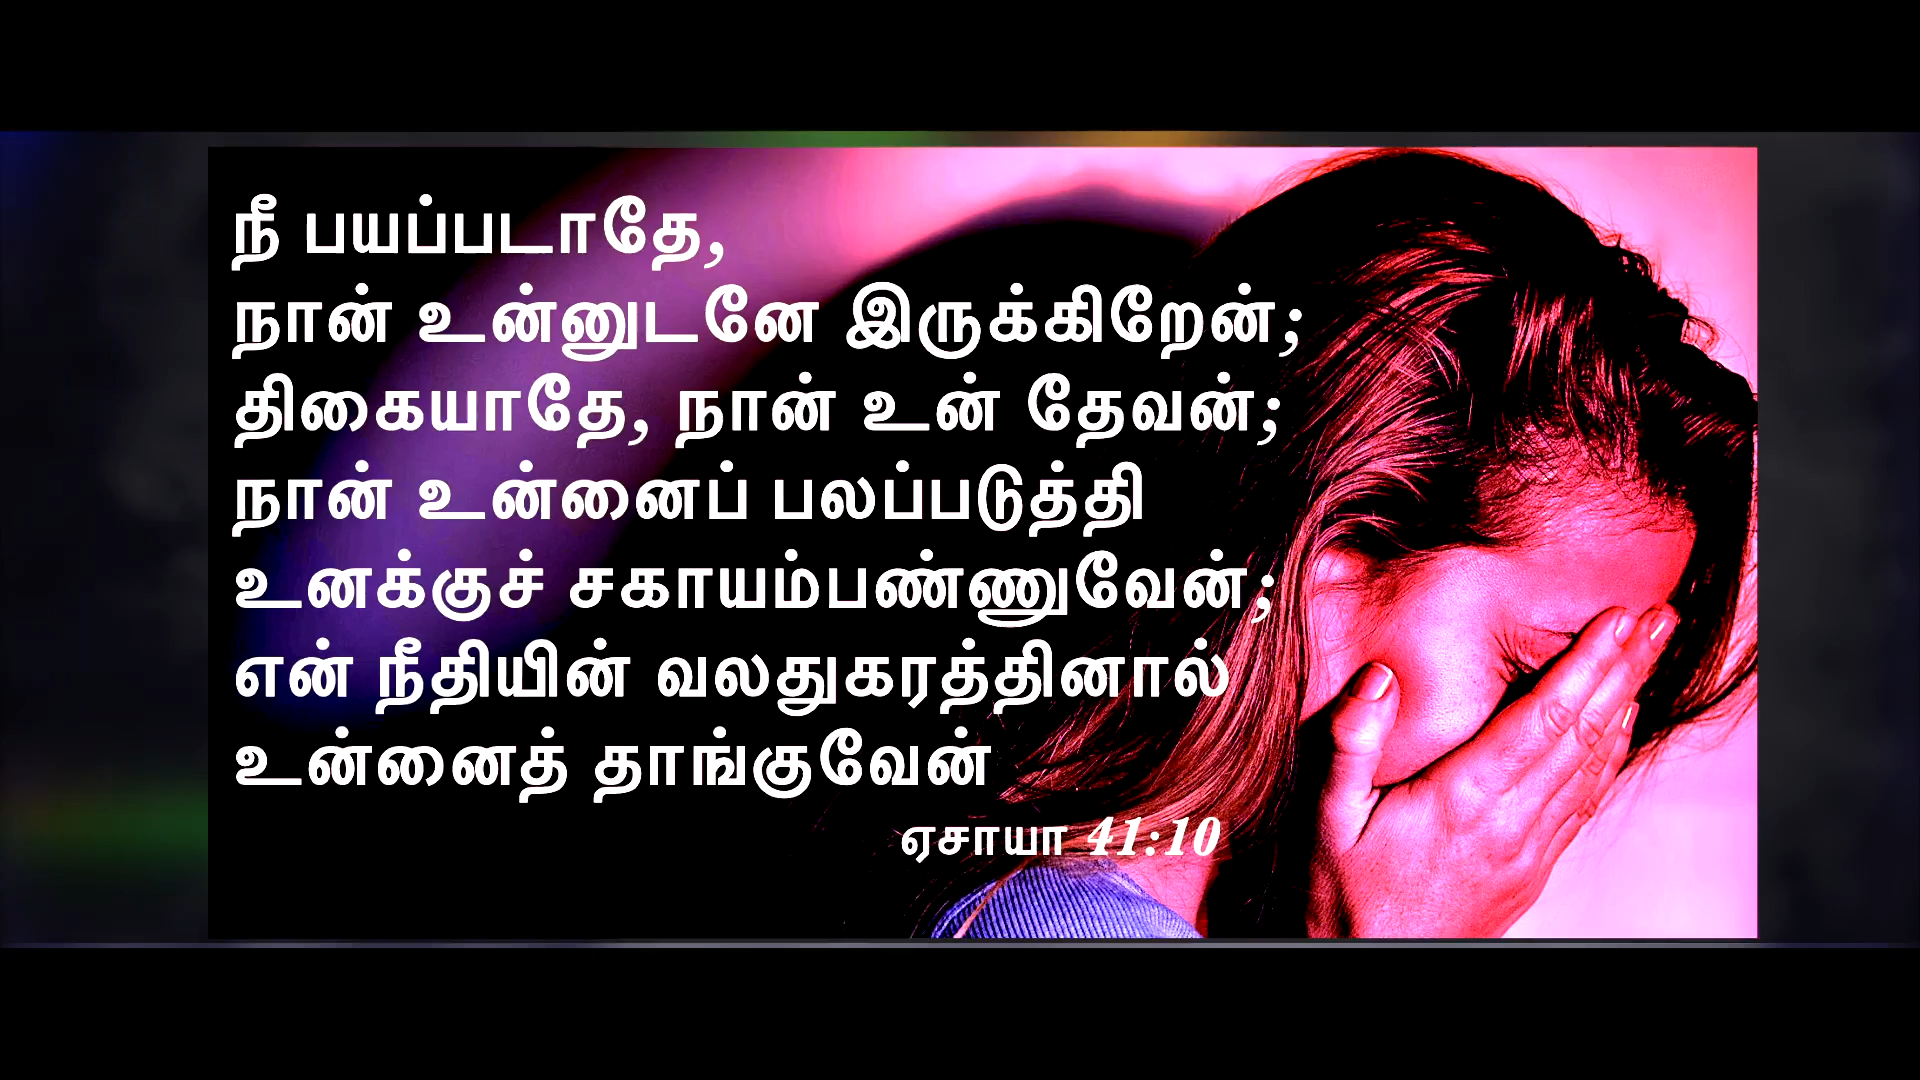 நீ பயப்படாதே,
நான் உன்னுடனே இருக்கிறேன்;
திகையாதே, நான் உன் தேவன்;
நான் உன்னைப் பலப்படுத்தி
உனக்குச் சகாயம்பண்ணுவேன்;
என் நீதியின் வலதுகரத்தினால்
உன்னைத் தாங்குவேன்
ஏசாயா 41:10